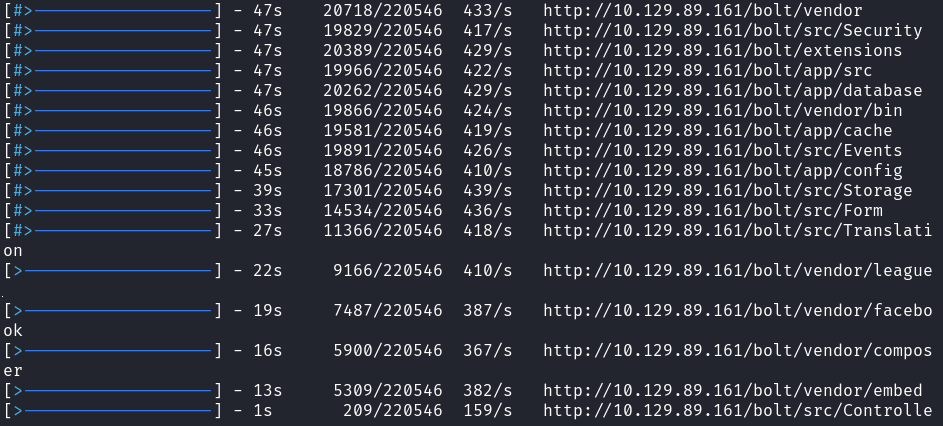 [#>--------------------] - 47s    20718/220546  433/s   http://10.129.89.161/bolt/vendor
[#>--------------------] - 47s    19829/220546  417/s   http://10.129.89.161/bolt/src/Security
[#>--------------------] - 47s    20389/220546  429/s   http://10.129.89.161/bolt/extensions
[#>--------------------] - 47s    19966/220546  422/s   http://10.129.89.161/bolt/app/src
[#>--------------------] - 47s    20262/220546  429/s   http://10.129.89.161/bolt/app/database
[#>--------------------] - 46s    19866/220546  424/s   http://10.129.89.161/bolt/vendor/bin
[#>--------------------] - 46s    19581/220546  419/s   http://10.129.89.161/bolt/app/cache
[#>--------------------] - 46s    19891/220546  426/s   http://10.129.89.161/bolt/src/Events
[#>--------------------] - 45s    18786/220546  410/s   http://10.129.89.161/bolt/app/config
[#>--------------------] - 39s    17301/220546  439/s   http://10.129.89.161/bolt/src/Storage
[#>--------------------] - 33s    14534/220546  436/s   http://10.129.89.161/bolt/src/Form
[#>--------------------] - 27s    11366/220546  418/s   http://10.129.89.161/bolt/src/Translati
on
[>--------------------] - 22s     9166/220546  410/s   http://10.129.89.161/bolt/vendor/league
[>--------------------] - 19s     7487/220546  387/s   http://10.129.89.161/bolt/vendor/facebo
ok
[>--------------------] - 16s     5900/220546  367/s   http://10.129.89.161/bolt/vendor/compos
er
[>--------------------] - 13s     5309/220546  382/s   http://10.129.89.161/bolt/vendor/embed
[>--------------------] - 1s       209/220546  159/s   http://10.129.89.161/bolt/src/Controlle